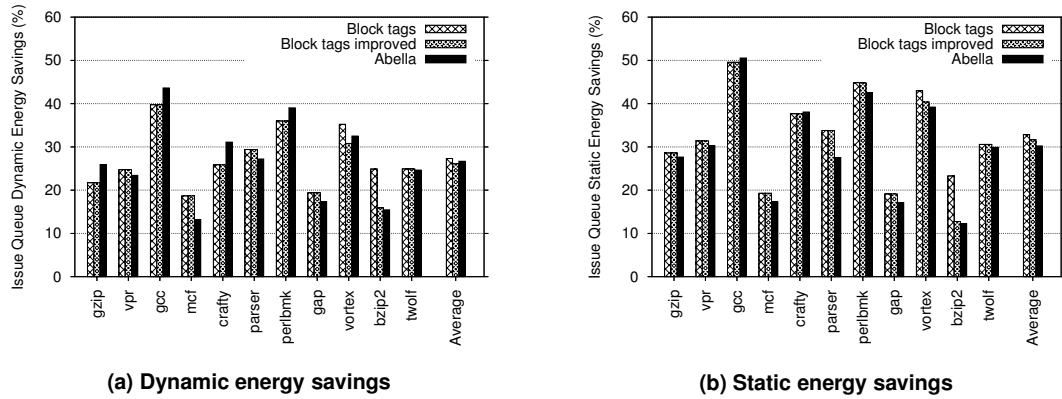 Issue Queue Dynamic Energy Savings (%)
60
50
40
30
20
10
0
Block tags
Block tags improved
Abella
gzip
vpr
gcc
mcf
crafty
parser
perlbmk
gap
vortex
bzip2
twolf
Average
(a) Dynamic energy savings
Issue Queue Static Energy Savings (%)
60
50
40
30
20
10
0
Block tags
Block tags improved
Abella
gzip
vpr
gcc
mcf
crafty
parser
perlbmk
gap
vortex
bzip2
twolf
Average
(b) Static energy savings